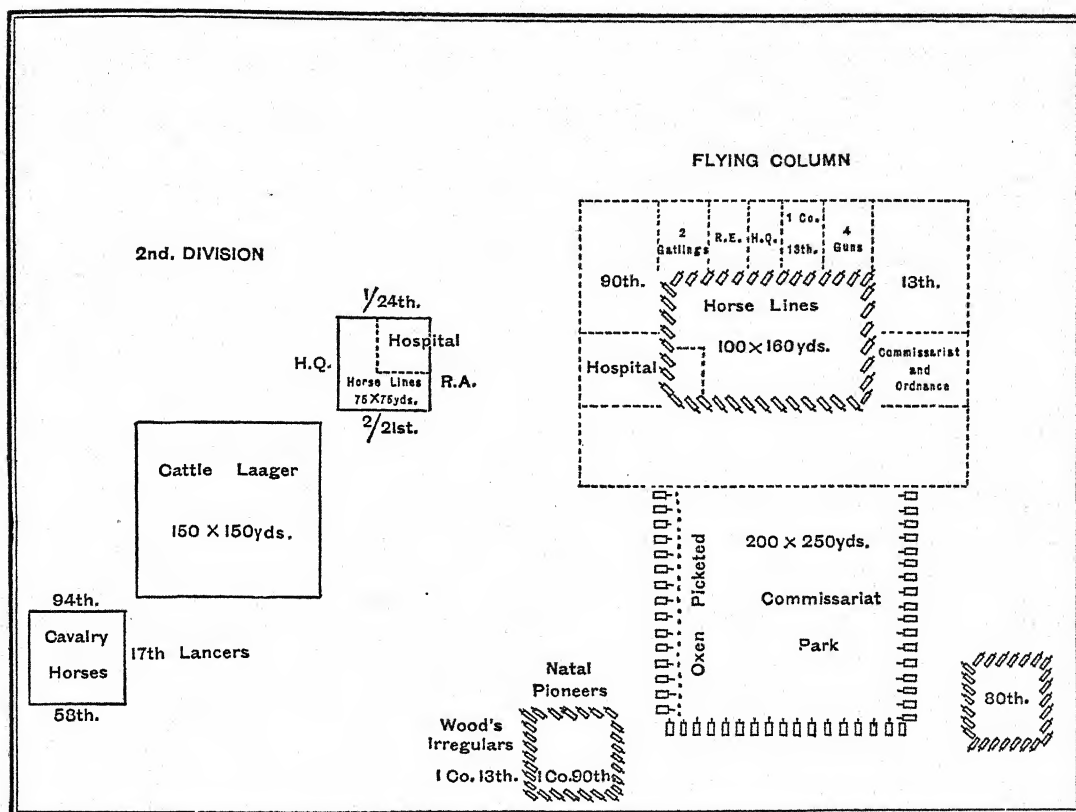 FLYING COLUMN
2nd. DIVISION
1/24th.
H.Q.
Hospital
R.A.
Horse Lines
75 X 75 yds.
2/21st.
Cattle Laager
150 X 150 yds.
94th.
Cavalry
Horses
17th Lancers
58th.
90th.
2
Gatlings
R.E.
H.Q.
1 Co.
13th.
4
Guns
13th.
Horse Lines
100 X 160 yds.
Hospital
Commissariat
and
Ordnance
200 X 250 yds.
Oxen Picketed
Commissariat
Park
Natal
Pioneers
Wood's
Irregulars
1 Co. 13th.
1 Co. 90th.
80th.